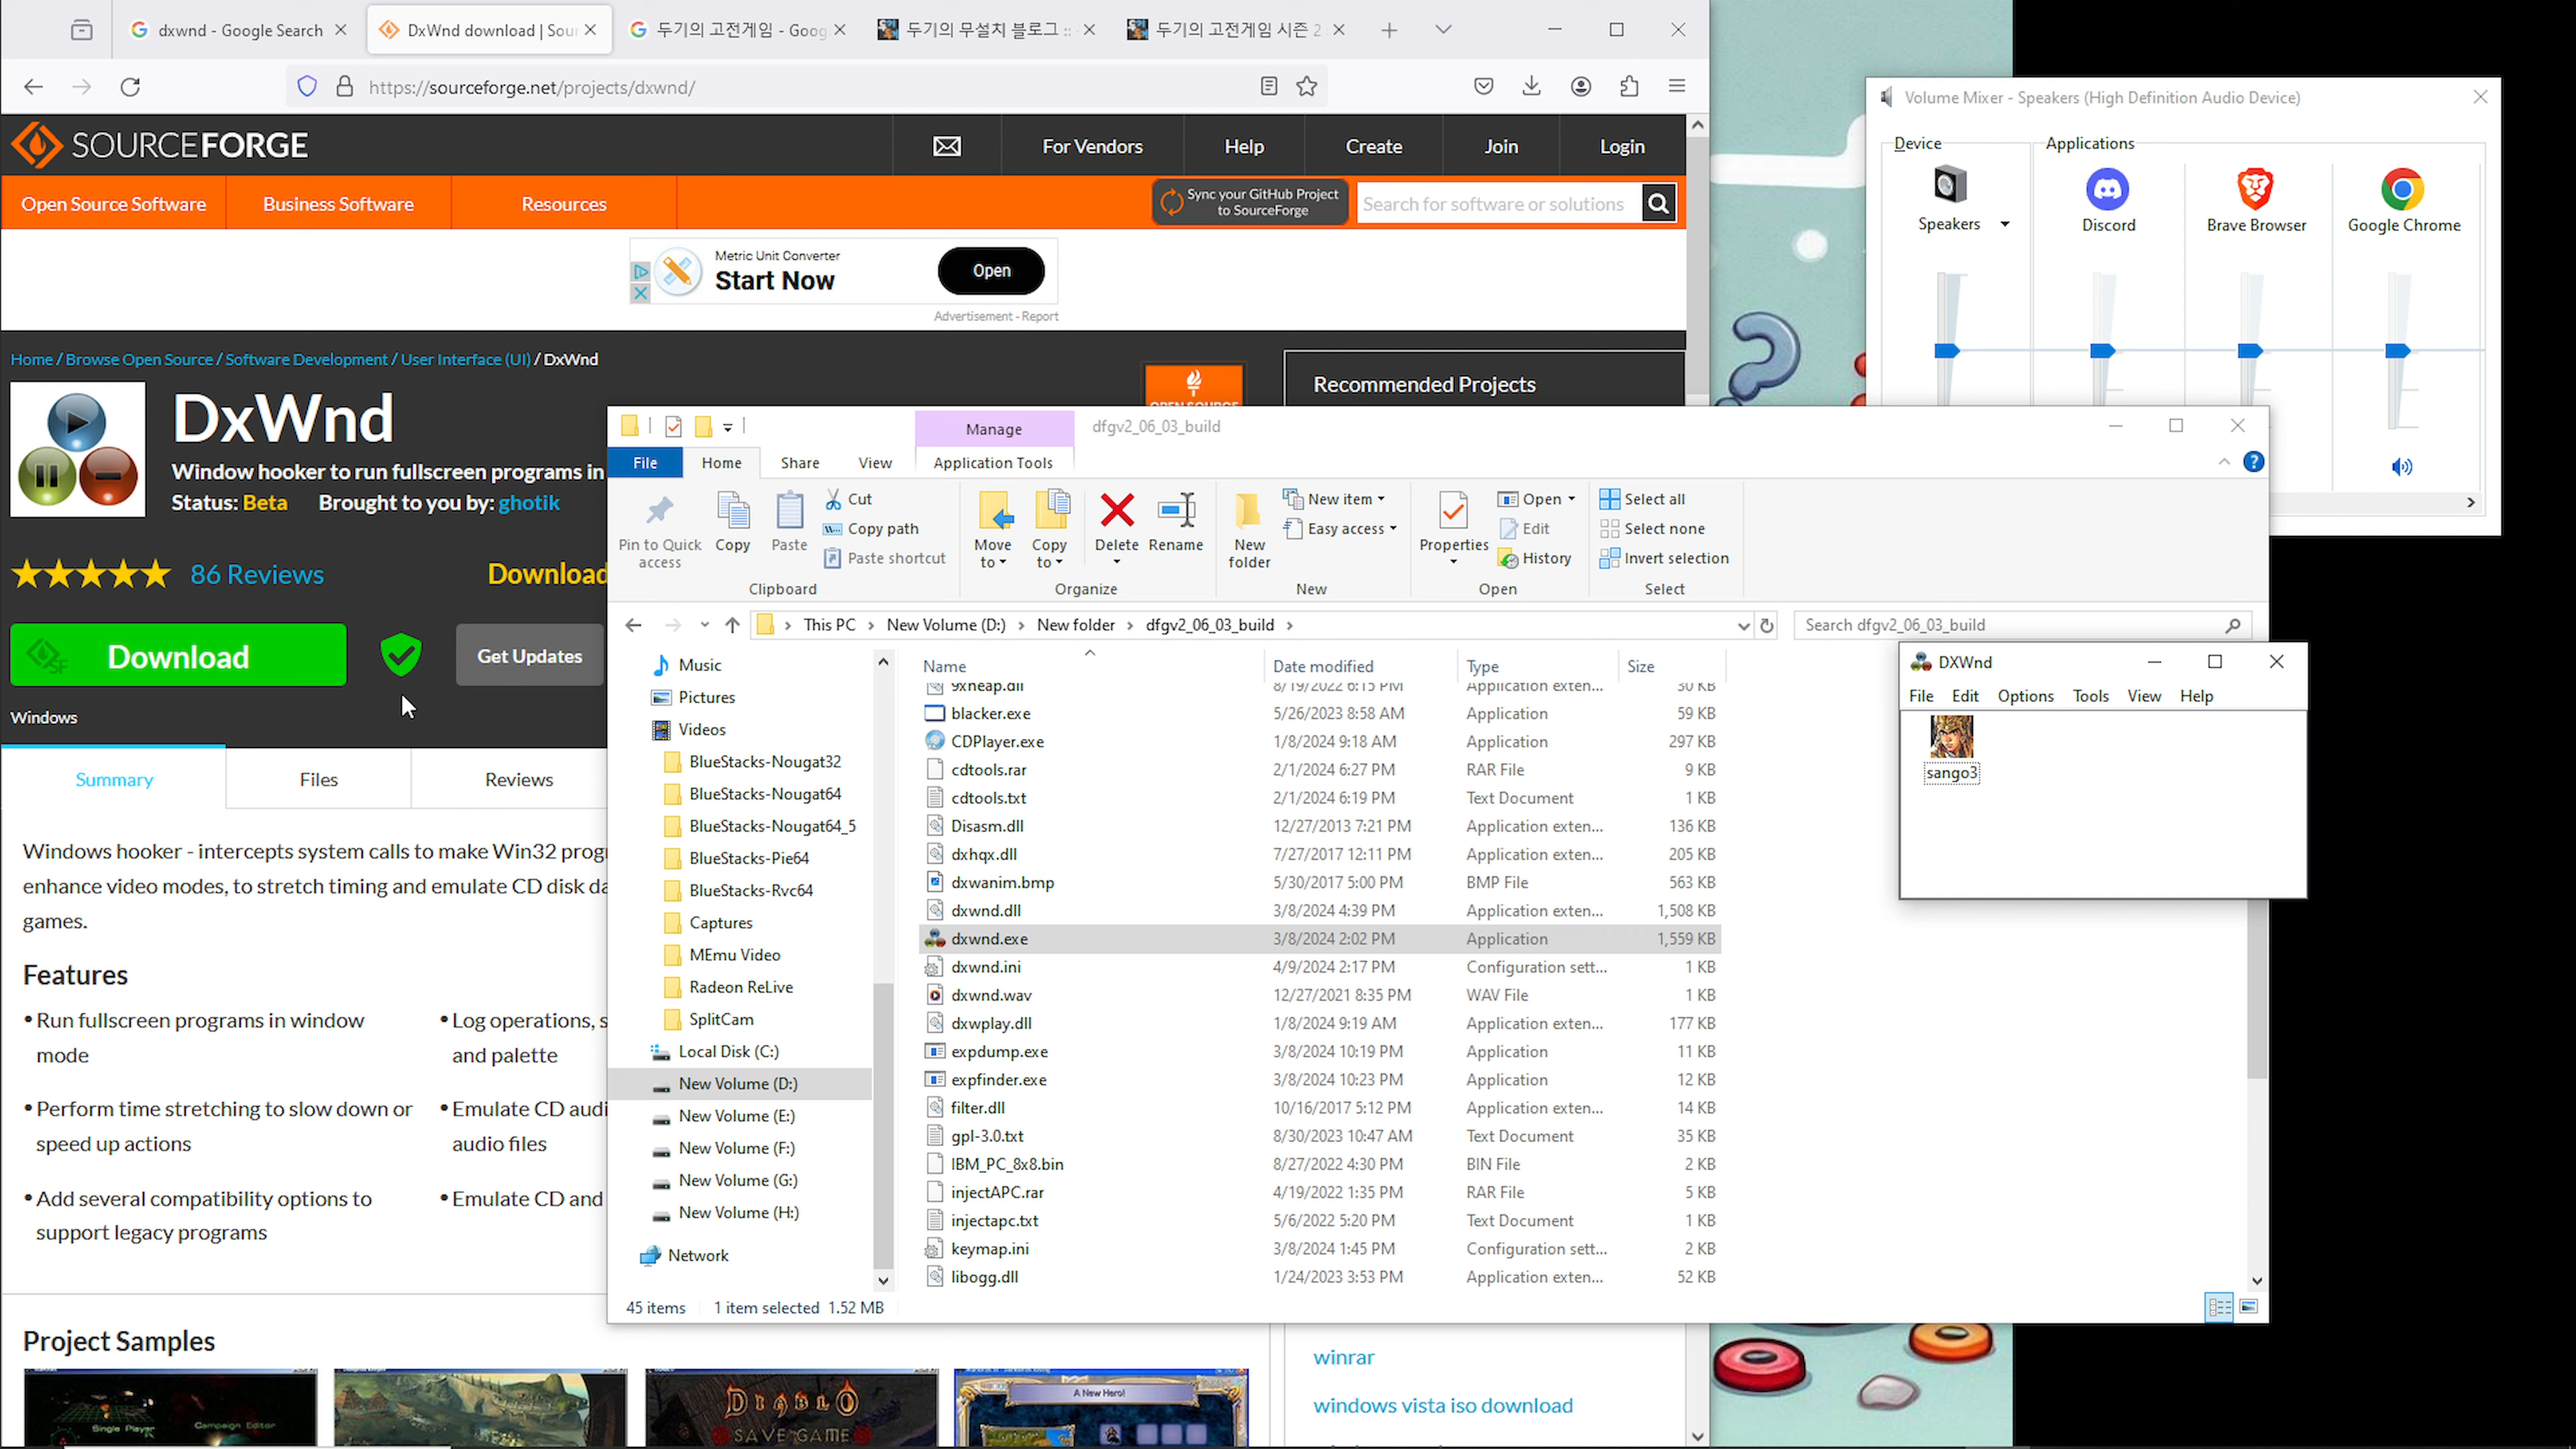 dxwnd - Google Search
DxWnd download | Sour
두기의 고전게임 - Goog
두기의 무설치 블로그 ::
두기의 고전게임 시즌 2
https://sourceforge.net/projects/dxwnd/
SOURCEFORGE
For Vendors
Help
Create
Join
Login
Open Source Software
Business Software
Resources
Sync your GitHub Project
to SourceForge
Search for software or solutions
Metric Unit Converter
Start Now
Open
Advertisement - Report
Home / Browse Open Source / Software Development / User Interface (UI) / DxWnd
DxWnd
Window hooker to run fullscreen programs in
Status: Beta Brought to you by: ghotik
86 Reviews
Download
Download
Get Updates
Windows
Recommended Projects
Summary
Files
Reviews
Windows hooker - intercepts system calls to make Win32 progr
enhance video modes, to stretch timing and emulate CD disk da
games.
Features
• Run fullscreen programs in window
mode
• Perform time stretching to slow down or
speed up actions
• Add several compatibility options to
support legacy programs
• Log operations, s
and palette
• Emulate CD audi
audio files
• Emulate CD and
Project Samples
Single Player
Campaign Editor
DIABLO
SAVE GAME
A New Hero!
winrar
windows vista iso download
Volume Mixer - Speakers (High Definition Audio Device)
Device
Applications
Speakers
Discord
Brave Browser
Google Chrome
Manage
dfgv2_06_03_build
File
Home
Share
View
Application Tools
Pin to Quick
access
Copy
Paste
Cut
Copy path
Paste shortcut
Clipboard
Move
to
Copy
to
Delete
Rename
Organize
New
folder
New item
Easy access
New
Properties
Open
Edit
History
Open
Select all
Select none
Invert selection
Select
This PC > New Volume (D:) > New folder > dfgv2_06_03_build >
Search dfgv2_06_03_build
Music
Pictures
Videos
BlueStacks-Nougat32
BlueStacks-Nougat64
BlueStacks-Nougat64_5
BlueStacks-Pie64
BlueStacks-Rvc64
Captures
MEmu Video
Radeon ReLive
SplitCam
Local Disk (C:)
New Volume (D:)
New Volume (E:)
New Volume (F:)
New Volume (G:)
New Volume (H:)
Network
Name Date modified Type Size
9xheap.dll 8/19/2022 6:15 PM Application exten... 30 KB
blacker.exe 5/26/2023 8:58 AM Application 59 KB
CDPlayer.exe 1/8/2024 9:18 AM Application 297 KB
cdtools.rar 2/1/2024 6:27 PM RAR File 9 KB
cdtools.txt 2/1/2024 6:19 PM Text Document 1 KB
Disasm.dll 12/27/2013 7:21 PM Application exten... 136 KB
dxhqx.dll 7/27/2017 12:11 PM Application exten... 205 KB
dxwanim.bmp 5/30/2017 5:00 PM BMP File 563 KB
dxwnd.dll 3/8/2024 4:39 PM Application exten... 1,508 KB
dxwnd.exe 3/8/2024 2:02 PM Application 1,559 KB
dxwnd.ini 4/9/2024 2:17 PM Configuration sett... 1 KB
dxwnd.wav 12/27/2021 8:35 PM WAV File 1 KB
dxwplay.dll 1/8/2024 9:19 AM Application exten... 177 KB
expdump.exe 3/8/2024 10:19 PM Application 11 KB
expfinder.exe 3/8/2024 10:23 PM Application 12 KB
filter.dll 10/16/2017 5:12 PM Application exten... 14 KB
gpl-3.0.txt 8/30/2023 10:47 AM Text Document 35 KB
IBM_PC_8x8.bin 8/27/2022 4:30 PM BIN File 2 KB
injectAPC.rar 4/19/2022 1:35 PM RAR File 5 KB
injectapc.txt 5/6/2022 5:20 PM Text Document 1 KB
keymap.ini 3/8/2024 1:45 PM Configuration sett... 2 KB
libogg.dll 1/24/2023 3:53 PM Application exten... 52 KB
45 items 1 item selected 1.52 MB
DXWnd
File Edit Options Tools View Help
sango3